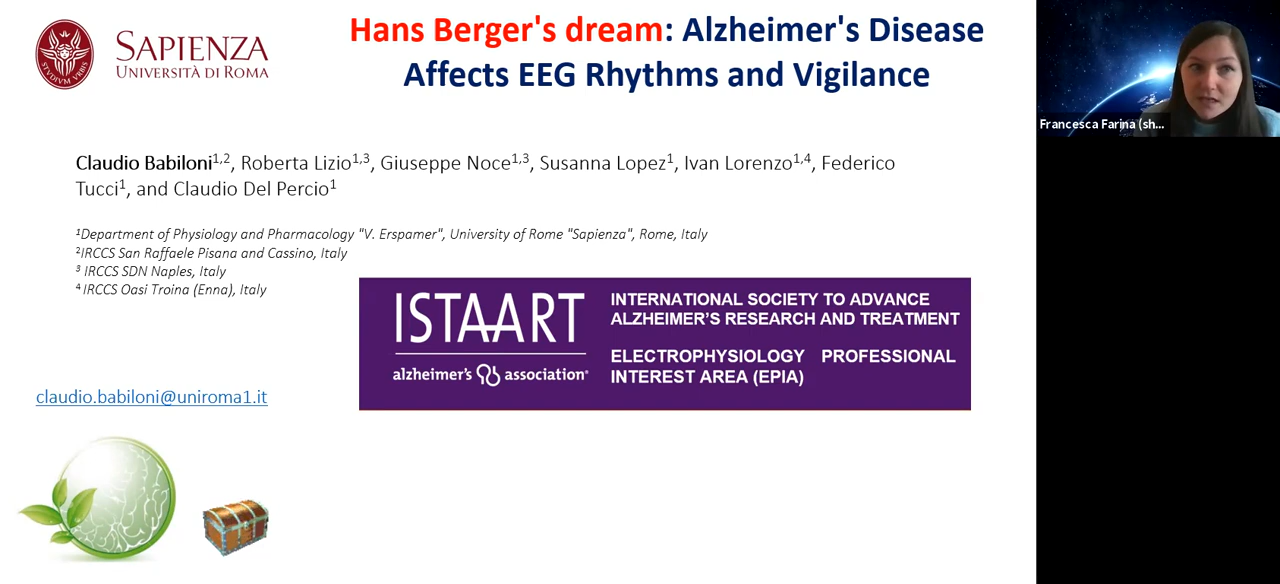 SAPIENZA
UNIVERSITÀ DI ROMA
Hans Berger's dream: Alzheimer's Disease
Affects EEG Rhythms and Vigilance
Francesca Farina (sh...
Claudio Babiloni1,2, Roberta Lizio1,3, Giuseppe Noce1,3, Susanna Lopez1, Ivan Lorenzo1,4, Federico
Tucci1, and Claudio Del Percio1
1Department of Physiology and Pharmacology "V. Erspamer", University of Rome "Sapienza", Rome, Italy
2IRCCS San Raffaele Pisana and Cassino, Italy
3 IRCCS SDN Naples, Italy
4 IRCCS Oasi Troina (Enna), Italy
ISTAART
alzheimer's association®
INTERNATIONAL SOCIETY TO ADVANCE
ALZHEIMER'S RESEARCH AND TREATMENT
ELECTROPHYSIOLOGY PROFESSIONAL
INTEREST AREA (EPIA)
claudio.babiloni@uniroma1.it